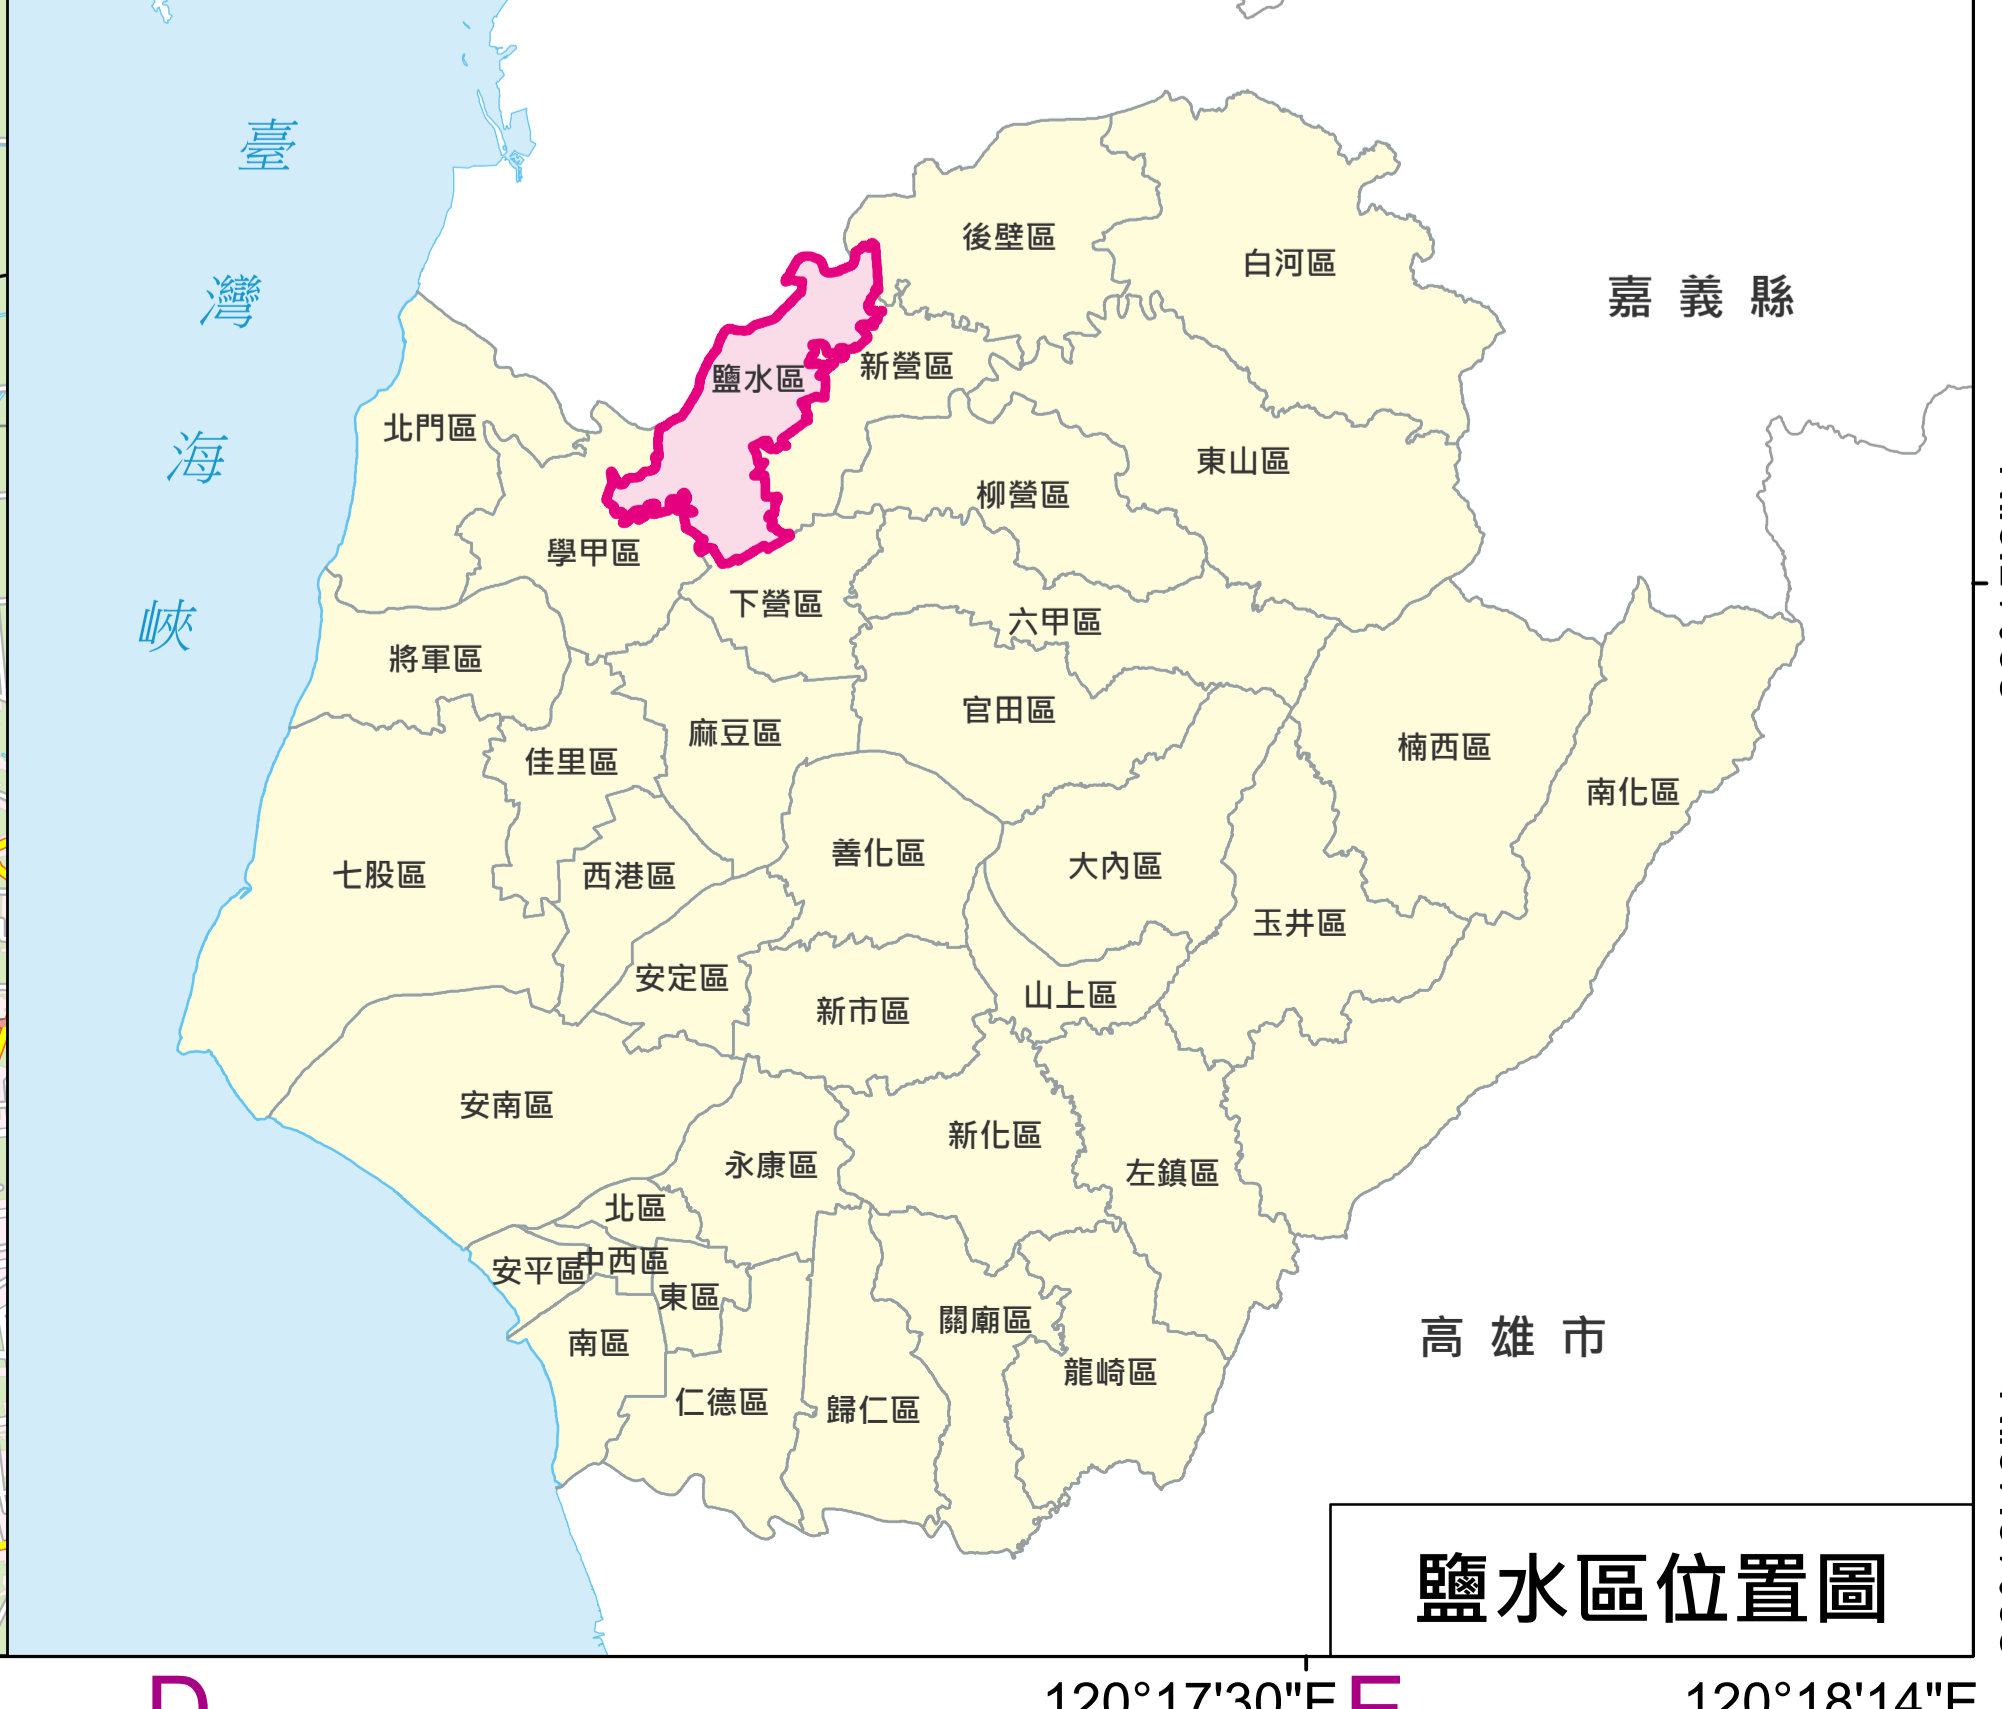 臺灣海峽
後壁區
白河區
嘉義縣
新營區
鹽水區
北門區
東山區
柳營區
學甲區
下營區
六甲區
將軍區
官田區
麻豆區
楠西區
佳里區
南化區
善化區
大內區
七股區
西港區
玉井區
安定區
山上區
新市區
安南區
新化區
永康區
左鎮區
北區
中西區
安平區
東區
關廟區
高雄市
南區
龍崎區
仁德區
歸仁區
鹽水區位置圖
D
120°17'30"E
E
120°18'14"E